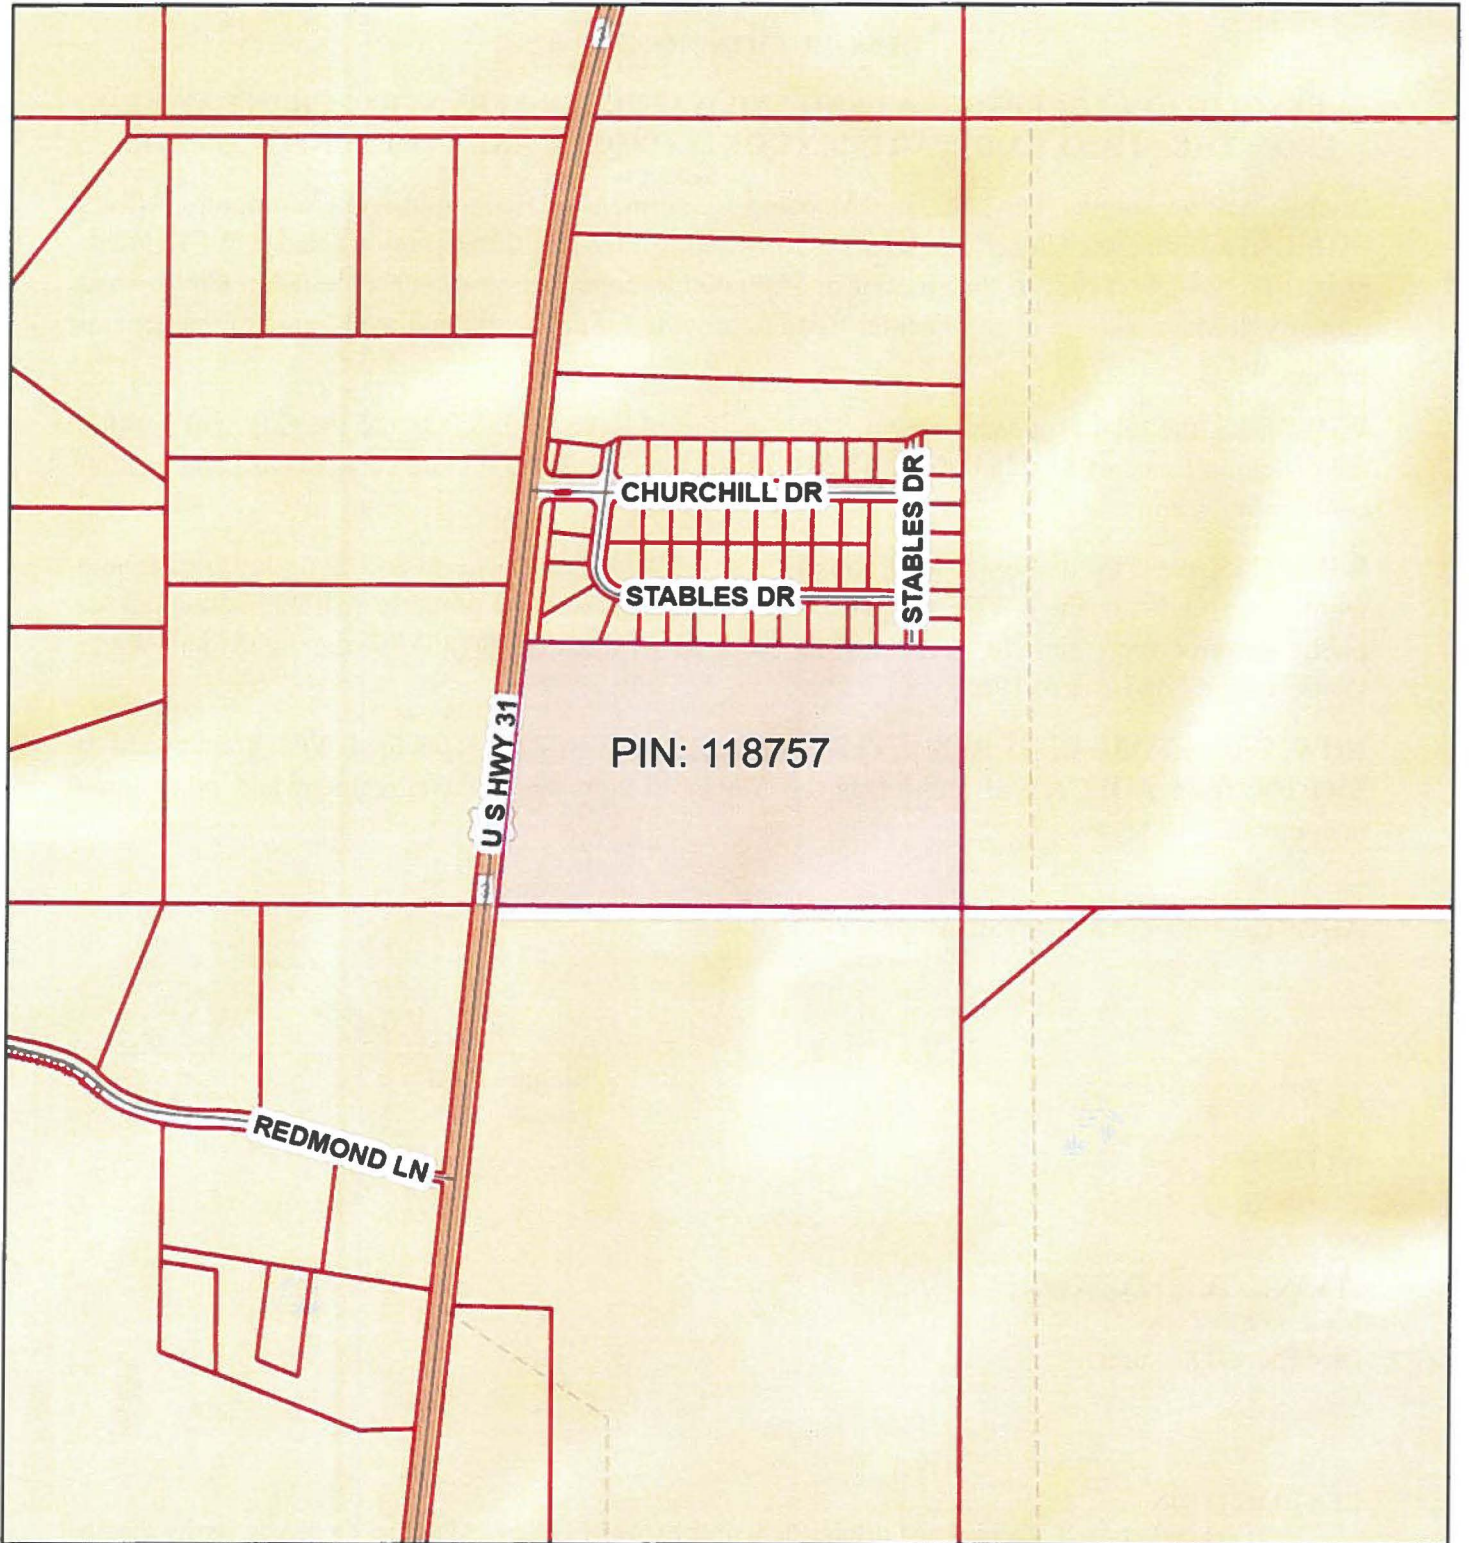 CHURCHILL DR
STABLES DR
STABLES DR
U S HWY 31
PIN: 118757
REDMOND LN